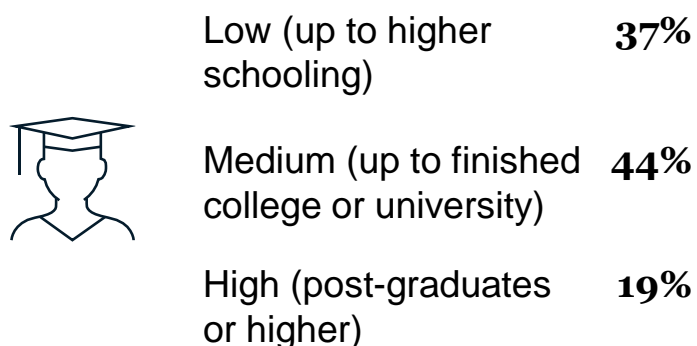 Low (up to higher 37%
schooling)
Medium (up to finished 44%
college or university)
High (post-graduates 19%
or higher)